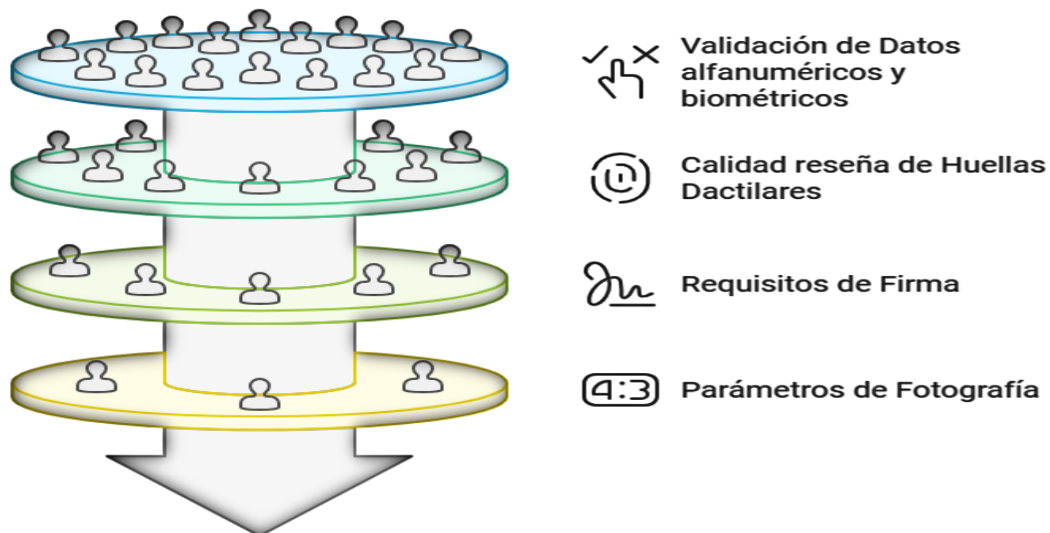 Validación de Datos
alfanuméricos y
biométricos
Calidad reseña de Huellas
Dactilares
Requisitos de Firma
4:3 Parámetros de Fotografía